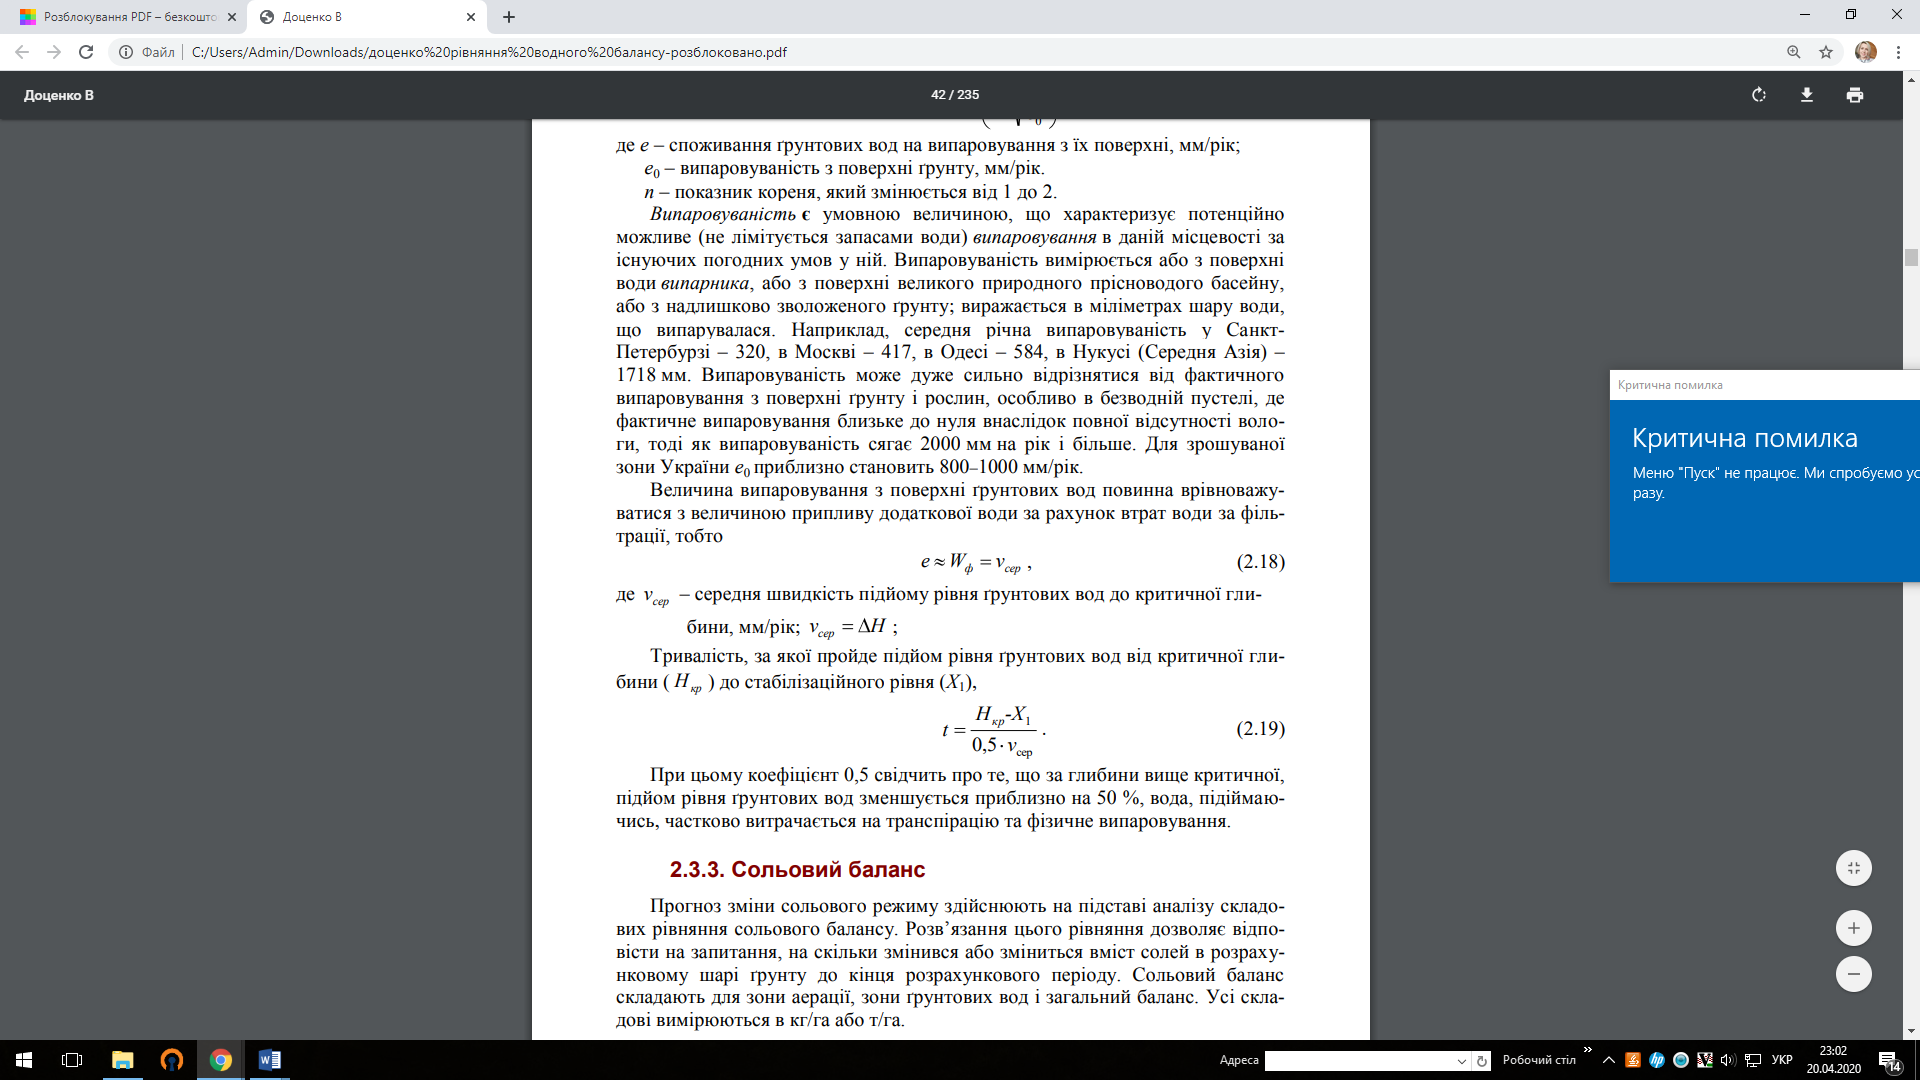 Розблокування PDF – безкошто
Доценко В
Файл
C:/Users/Admin/Downloads/доценко%20рівняння%20водного%20балансу-розблоковано.pdf
Доценко В
42 / 235
де e – споживання ґрунтових вод на випаровування з їх поверхні, мм/рік;
e0 – випаровуваність з поверхні ґрунту, мм/рік.
n – показник кореня, який змінюється від 1 до 2.
Випаровуваність є умовною величиною, що характеризує потенційно
можливе (не лімітується запасами води) випаровування в даній місцевості за
існуючих погодних умов у ній. Випаровуваність вимірюється або з поверхні
води випарника, або з поверхні великого природного прісноводого басейну,
або з надлишково зволоженого ґрунту; виражається в міліметрах шару води,
що випарувалася. Наприклад, середня річна випаровуваність у Санкт-
Петербурзі – 320, в Москві – 417, в Одесі – 584, в Нукусі (Середня Азія) –
1718 мм. Випаровуваність може дуже сильно відрізнятися від фактичного
випаровування з поверхні ґрунту і рослин, особливо в безводній пустелі, де
фактичне випаровування близьке до нуля внаслідок повної відсутності воло-
ги, тоді як випаровуваність сягає 2000 мм на рік і більше. Для зрошуваної
зони України e0 приблизно становить 800–1000 мм/рік.
Величина випаровування з поверхні ґрунтових вод повинна врівноважу-
ватися з величиною припливу додаткової води за рахунок втрат води за філь-
трації, тобто
e ≈ Wф = vсер , (2.18)
де vсер – середня швидкість підйому рівня ґрунтових вод до критичної гли-
бини, мм/рік; vсер = ΔH ;
Тривалість, за якої пройде підйом рівня ґрунтових вод від критичної гли-
бини ( Hкр ) до стабілізаційного рівня (X1),
Hкр-X1
t = . (2.19)
0,5 · vсер
При цьому коефіцієнт 0,5 свідчить про те, що за глибини вище критичної,
підйом рівня ґрунтових вод зменшується приблизно на 50 %, вода, підіймаю-
чись, частково витрачається на транспірацію та фізичне випаровування.
2.3.3. Сольовий баланс
Прогноз зміни сольового режиму здійснюють на підставі аналізу складо-
вих рівняння сольового балансу. Розв’язання цього рівняння дозволяє відпо-
вісти на запитання, на скільки змінився або зміниться вміст солей в розраху-
нковому шарі ґрунту до кінця розрахункового періоду. Сольовий баланс
складають для зони аерації, зони ґрунтових вод і загальний баланс. Усі скла-
дові вимірюються в кг/га або т/га.
Критична помилка
Критична помилка
Меню "Пуск" не працює. Ми спробуємо ус
разу.
Адреса
Робочий стіл
УКР
23:02
20.04.2020
14